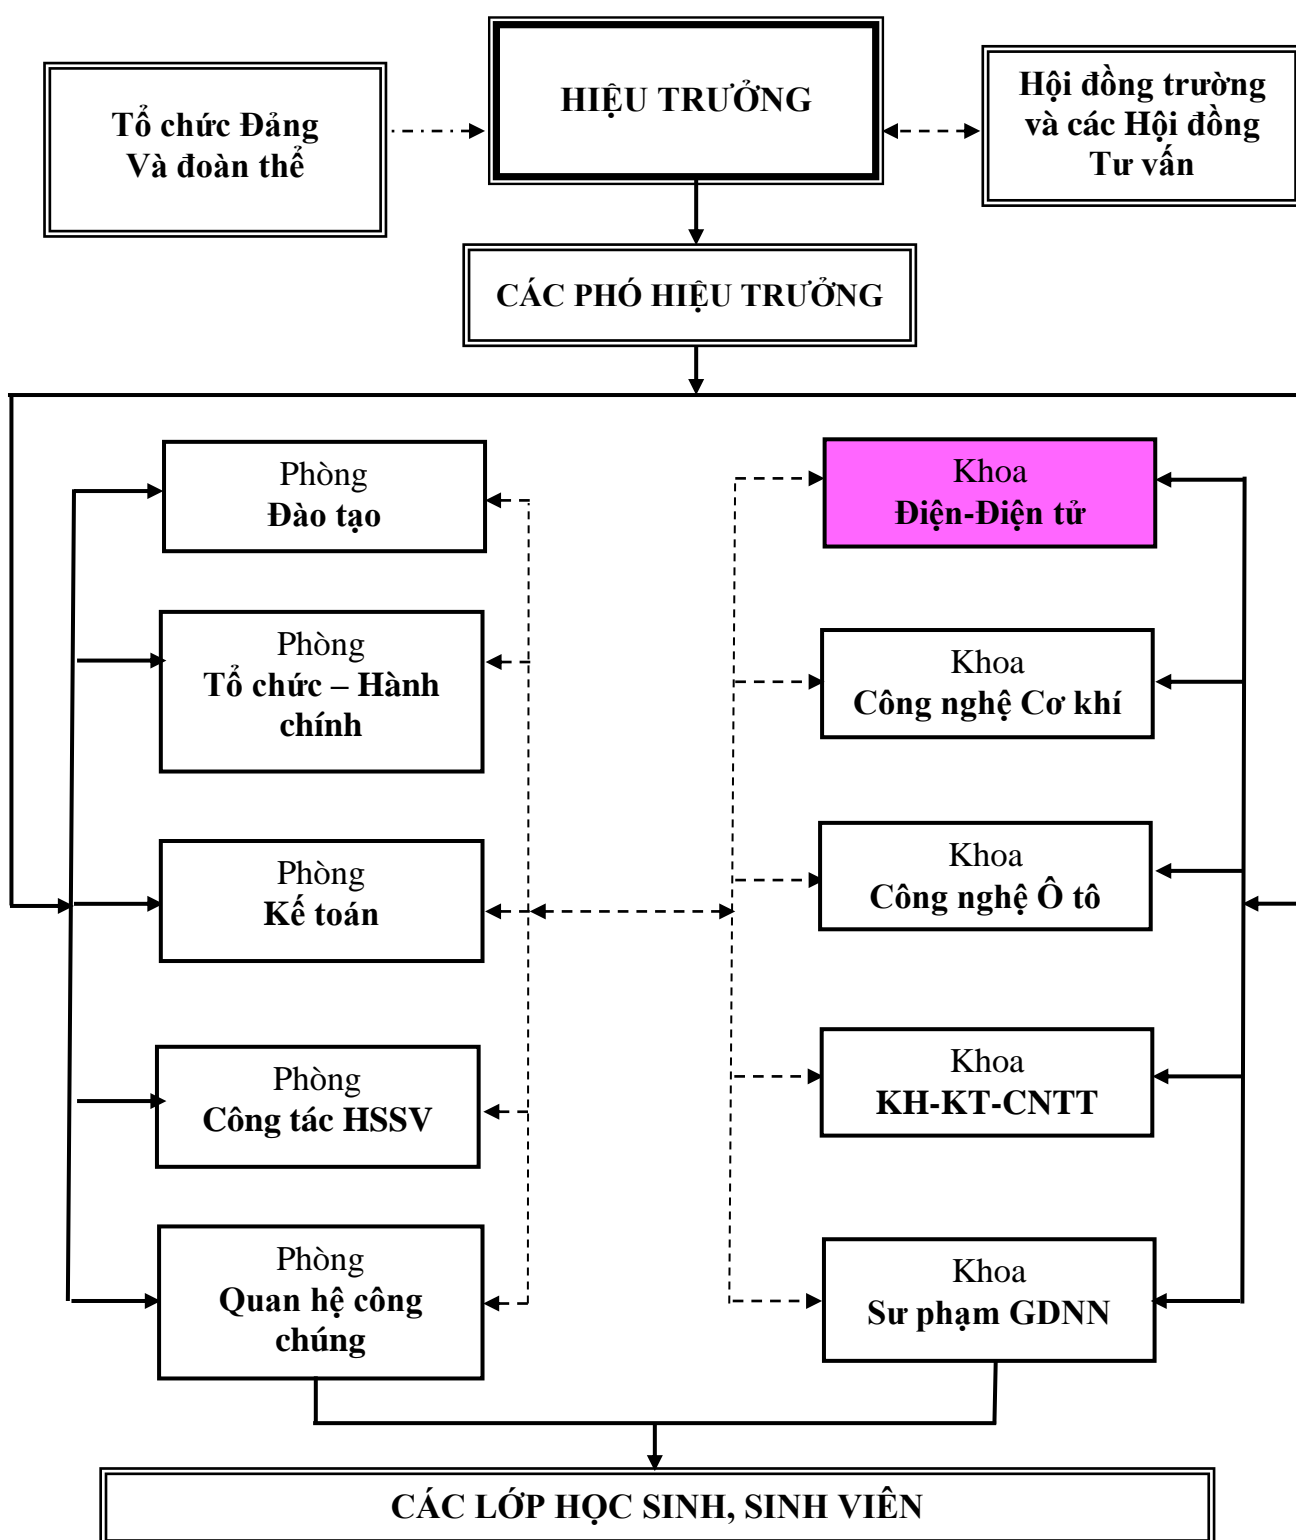 HIỆU TRƯỞNG
Tổ chức Đảng
Và đoàn thể
Hội đồng trường
và các Hội đồng
Tư vấn
CÁC PHÓ HIỆU TRƯỞNG
Phòng
Đào tạo
Khoa
Điện-Điện tử
Phòng
Tổ chức – Hành
chính
Khoa
Công nghệ Cơ khí
Phòng
Kế toán
Khoa
Công nghệ Ô tô
Phòng
Công tác HSSV
Khoa
KH-KT-CNTT
Phòng
Quan hệ công
chúng
Khoa
Sư phạm GDNN
CÁC LỚP HỌC SINH, SINH VIÊN